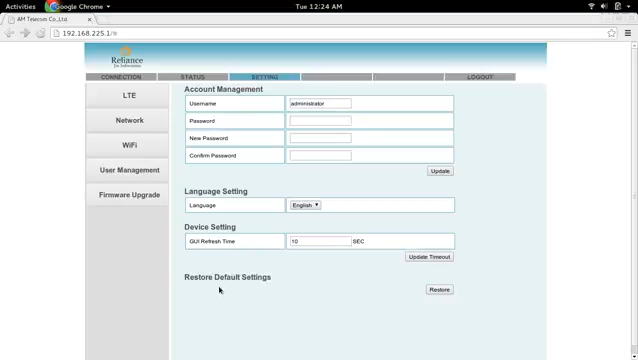 Activities Google Chrome Tue 12:24 AM
AM Telecom Co.,Ltd.
192.168.225.1/#
Reliance
CONNECTION STATUS SETTING LOGOUT
LTE
Network
WiFi
User Management
Firmware Upgrade
Account Management
Username administrator
Password
New Password
Confirm Password
Update
Language Setting
Language English
Device Setting
GUI Refresh Time 10 SEC
Update Timeout
Restore Default Settings
Restore